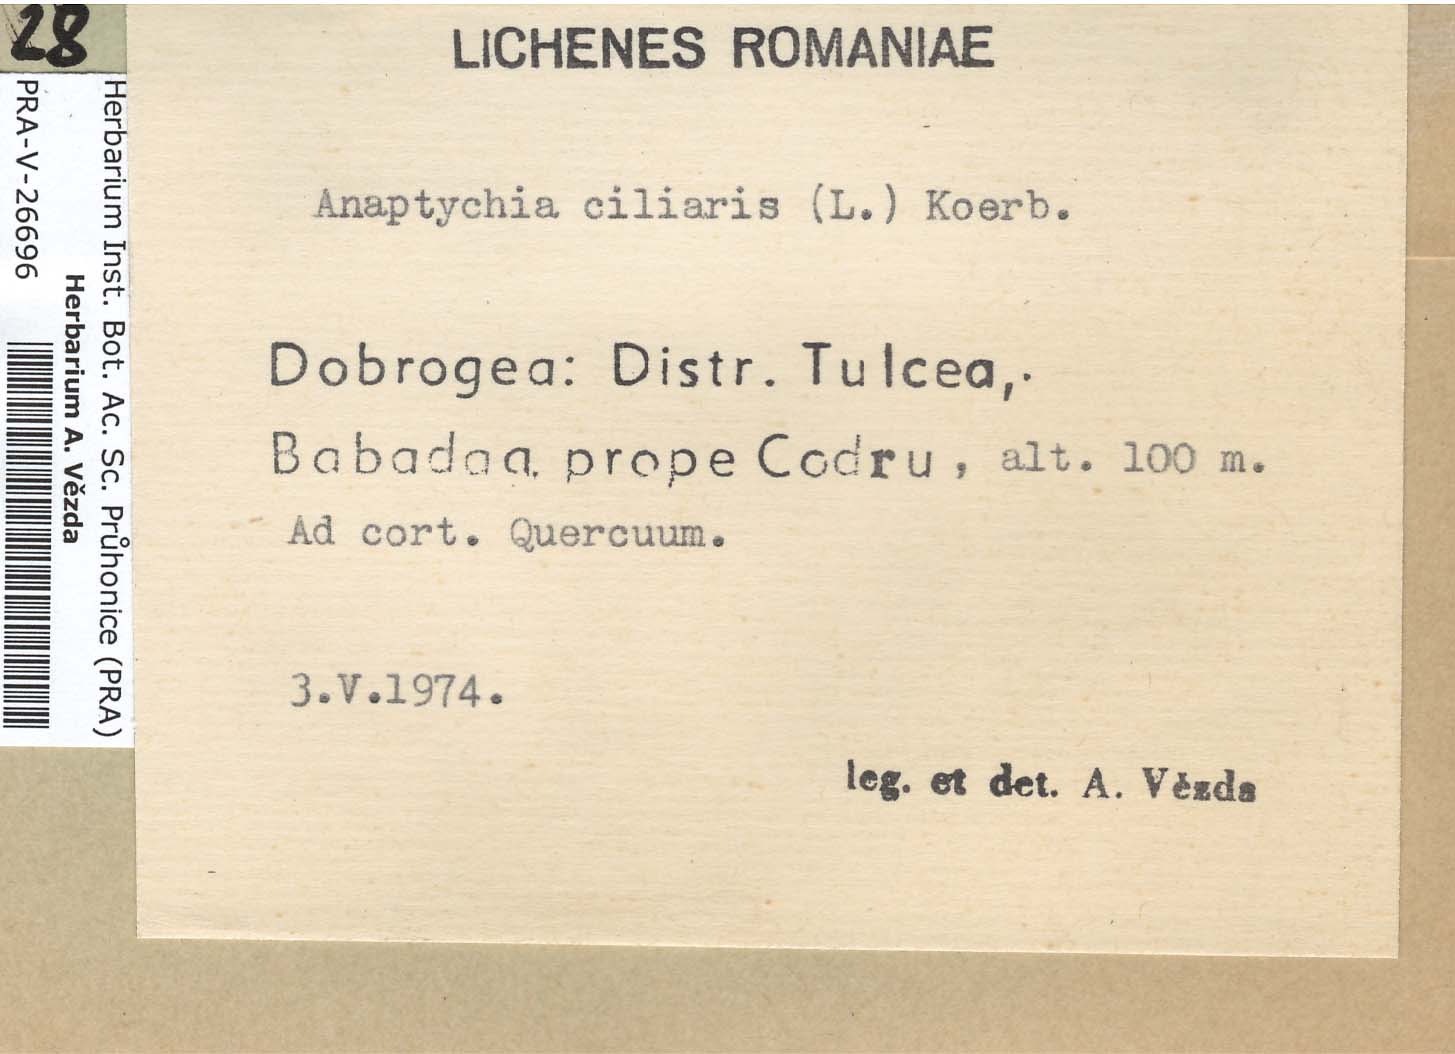 LICHENES ROMANIAE
Anaptychia ciliaris (L.) Koerb.
Dobrogea: Distr. Tulcea,
Babadag, prope Codru, alt. 100 m.
Ad cort. Quercuum.
3.V.1974.
leg. et det. A. Vězda
28
Herbarium Inst. Bot. Ac. Sc. Průhonice (PRA)
Herbarium A. Vězda
PRA-V-26696